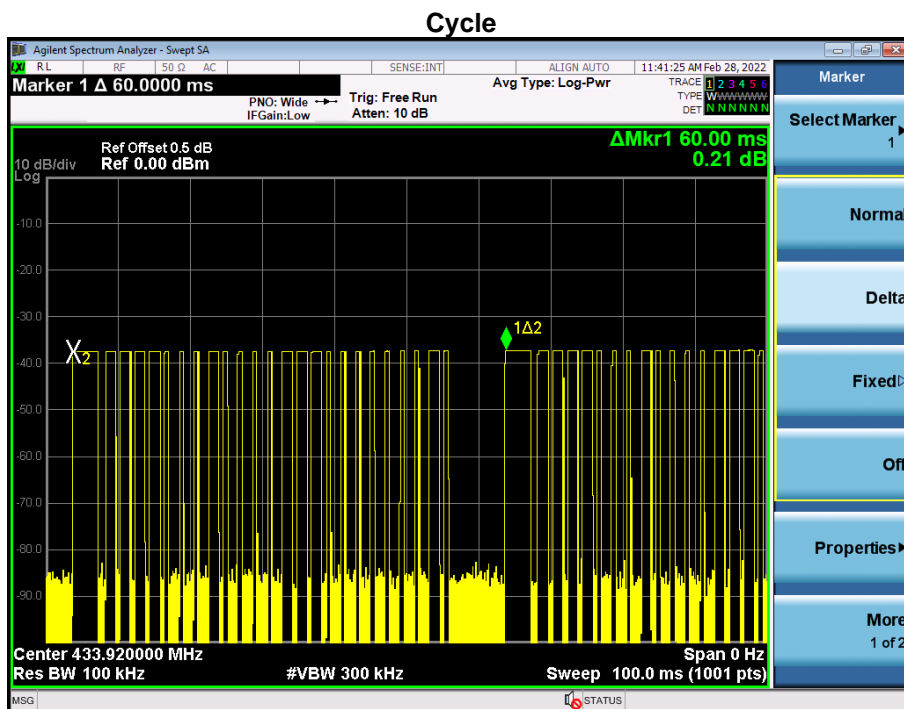 Cycle
Agilent Spectrum Analyzer - Swept SA
LXI RL RF 50 Ω AC SENSE:INT ALIGN AUTO 11:41:25 AM Feb 28, 2022
Marker 1 Δ 60.0000 ms
PNO: Wide
IFGain:Low
Trig: Free Run
Atten: 10 dB
Avg Type: Log-Pwr
TRACE 1 2 3 4 5 6
TYPE WWWWWW
DET N N N N N N
Marker
Select Marker
1
Normal
Delta
Fixed
Off
Properties
More
1 of 2
ΔMkr1 60.00 ms
0.21 dB
Ref Offset 0.5 dB
10 dB/div Ref 0.00 dBm
Log
-10.0
-20.0
-30.0
1Δ2
X2
-40.0
-50.0
-60.0
-70.0
-80.0
-90.0
Center 433.920000 MHz Span 0 Hz
Res BW 100 kHz #VBW 300 kHz Sweep 100.0 ms (1001 pts)
MSG STATUS